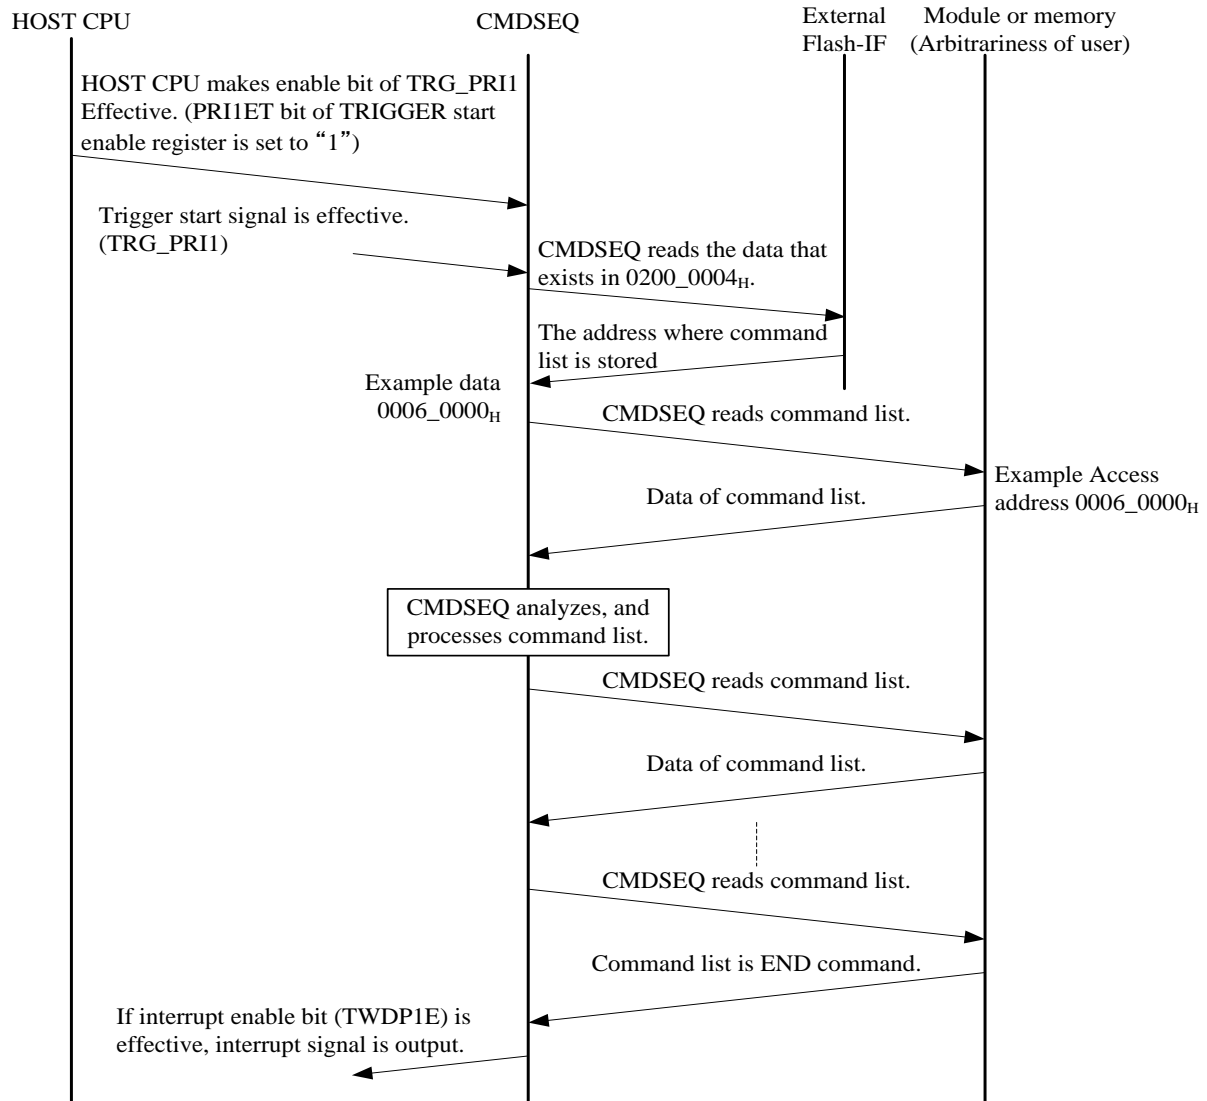 HOST CPU
CMDSEQ
External
Flash-IF
Module or memory
(Arbitrariness of user)
HOST CPU makes enable bit of TRG_PRI1
Effective. (PRI1ET bit of TRIGGER start
enable register is set to “1”)
Trigger start signal is effective.
(TRG_PRI1)
CMDSEQ reads the data that
exists in 0200_0004H.
The address where command
list is stored
Example data
0006_0000H
CMDSEQ reads command list.
Example Access
address 0006_0000H
Data of command list.
CMDSEQ analyzes, and
processes command list.
CMDSEQ reads command list.
Data of command list.
CMDSEQ reads command list.
Command list is END command.
If interrupt enable bit (TWDP1E) is
effective, interrupt signal is output.